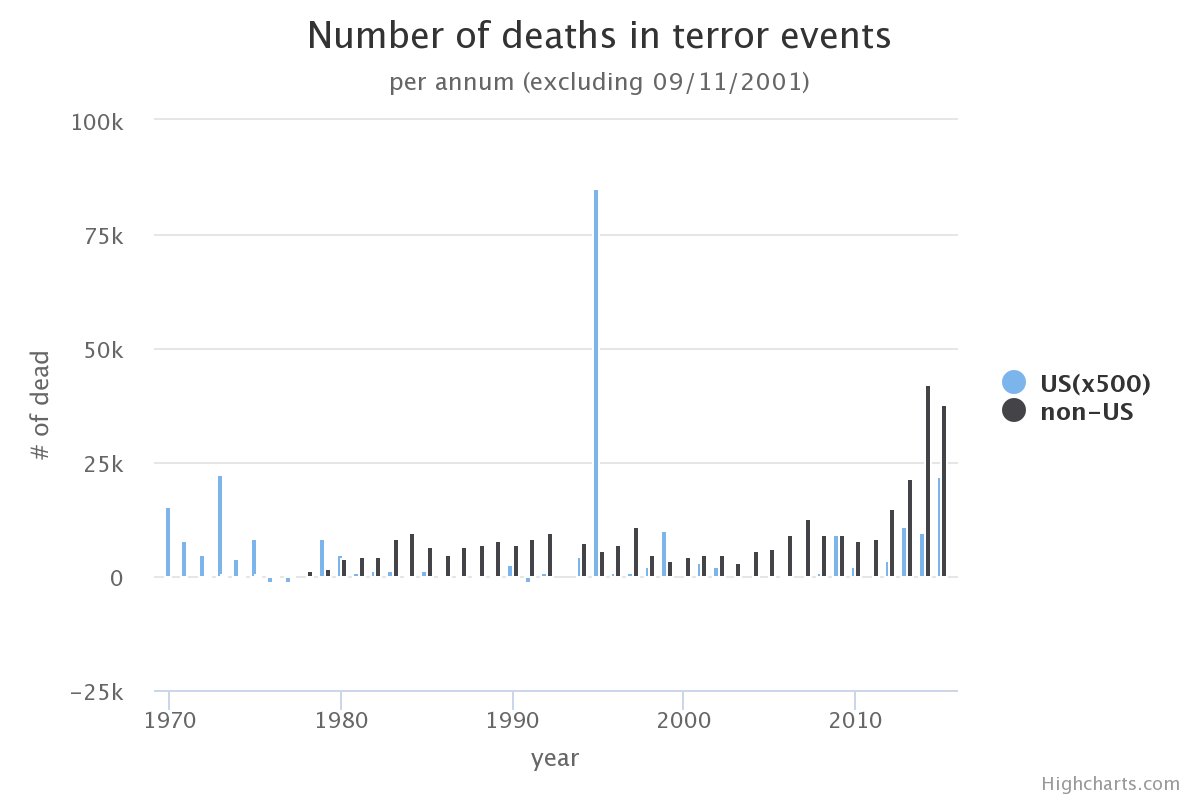 Number of deaths in terror events
per annum (excluding 09/11/2001)
100k
75k
50k
25k
0
−25k
# of dead
1970
1980
1990
2000
2010
year
US(x500)
non−US
Highcharts.com